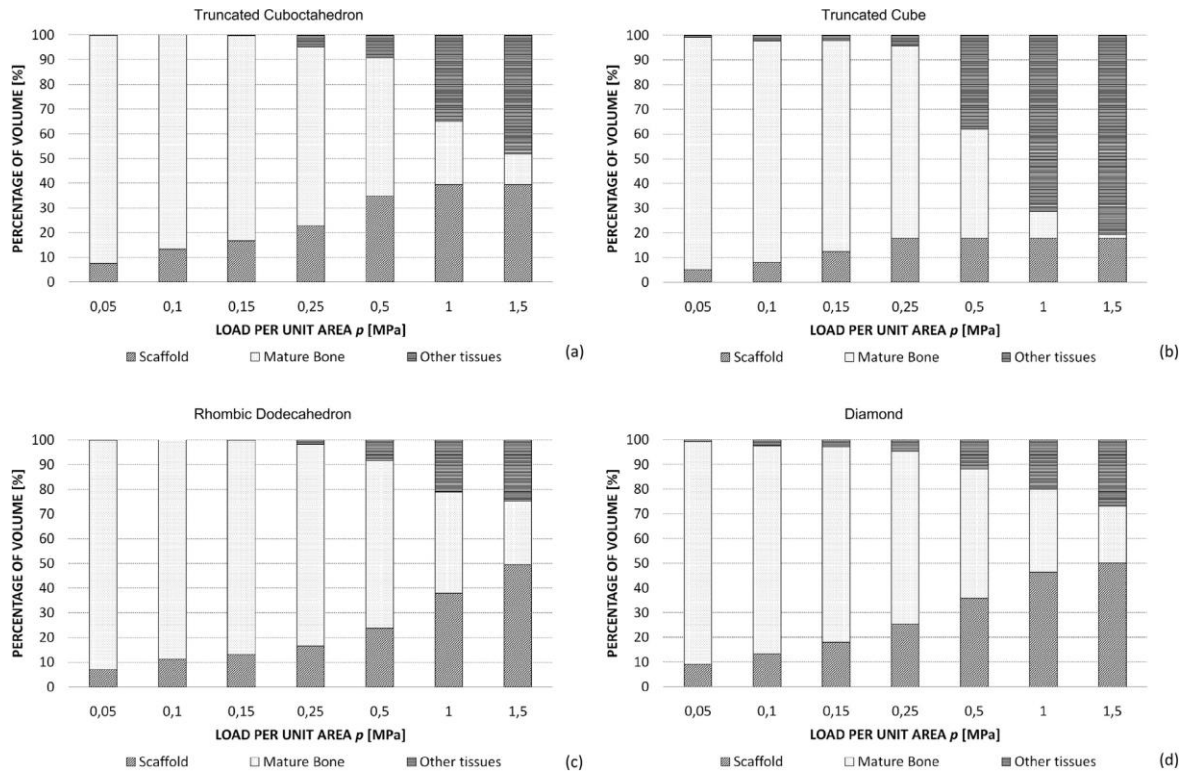 Truncated Cuboctahedron
PERCENTAGE OF VOLUME [%]
100
90
80
70
60
50
40
30
20
10
0
0,05 0,1 0,15 0,25 0,5 1 1,5
LOAD PER UNIT AREA p [MPa]
Scaffold Mature Bone Other tissues
(a)
Truncated Cube
PERCENTAGE OF VOLUME [%]
100
90
80
70
60
50
40
30
20
10
0
0,05 0,1 0,15 0,25 0,5 1 1,5
LOAD PER UNIT AREA p [MPa]
Scaffold Mature Bone Other tissues
(b)
Rhombic Dodecahedron
PERCENTAGE OF VOLUME [%]
100
90
80
70
60
50
40
30
20
10
0
0,05 0,1 0,15 0,25 0,5 1 1,5
LOAD PER UNIT AREA p [MPa]
Scaffold Mature Bone Other tissues
(c)
Diamond
PERCENTAGE OF VOLUME [%]
100
90
80
70
60
50
40
30
20
10
0
0,05 0,1 0,15 0,25 0,5 1 1,5
LOAD PER UNIT AREA p [MPa]
Scaffold Mature Bone Other tissues
(d)